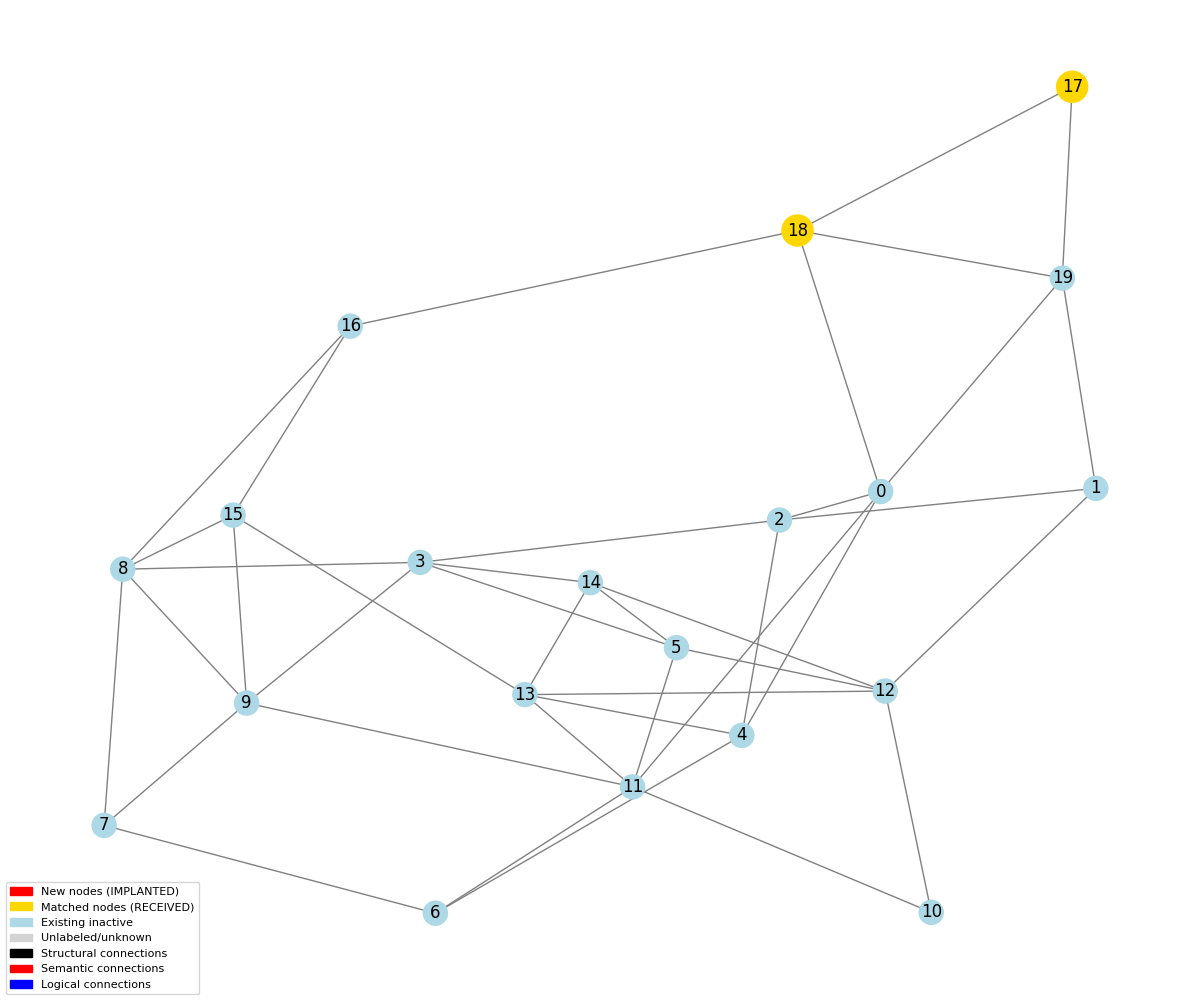 17
18
19
16
0
1
15
2
8
3
14
5
12
13
9
4
11
7
6
10
New nodes (IMPLANTED)
Matched nodes (RECEIVED)
Existing inactive
Unlabeled/unknown
Structural connections
Semantic connections
Logical connections